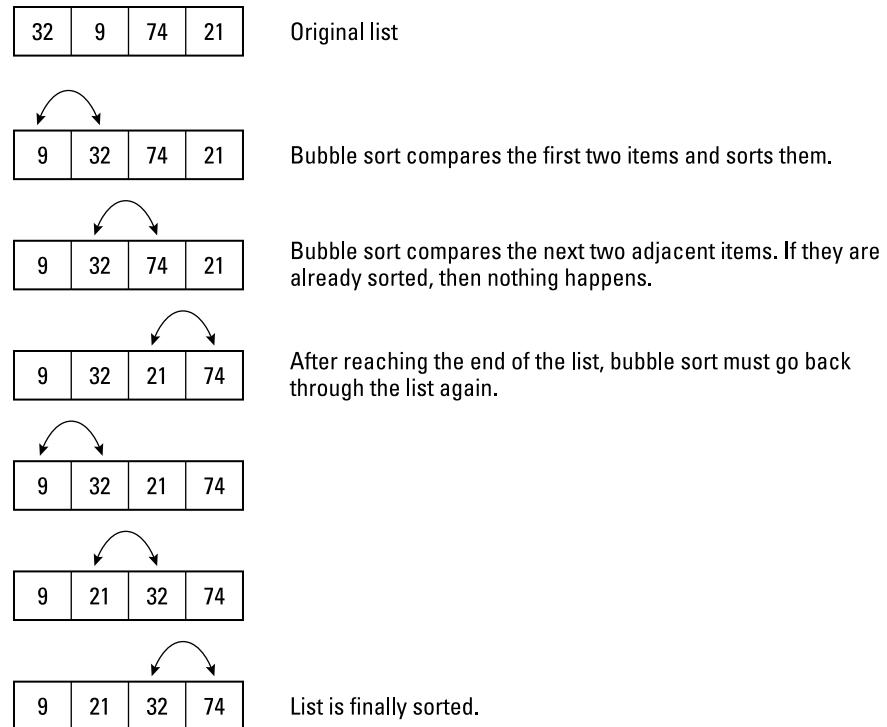 32 9 74 21 Original list
9 32 74 21 Bubble sort compares the first two items and sorts them.
9 32 74 21 Bubble sort compares the next two adjacent items. If they are
already sorted, then nothing happens.
9 32 21 74 After reaching the end of the list, bubble sort must go back
through the list again.
9 32 21 74
9 21 32 74
9 21 32 74 List is finally sorted.